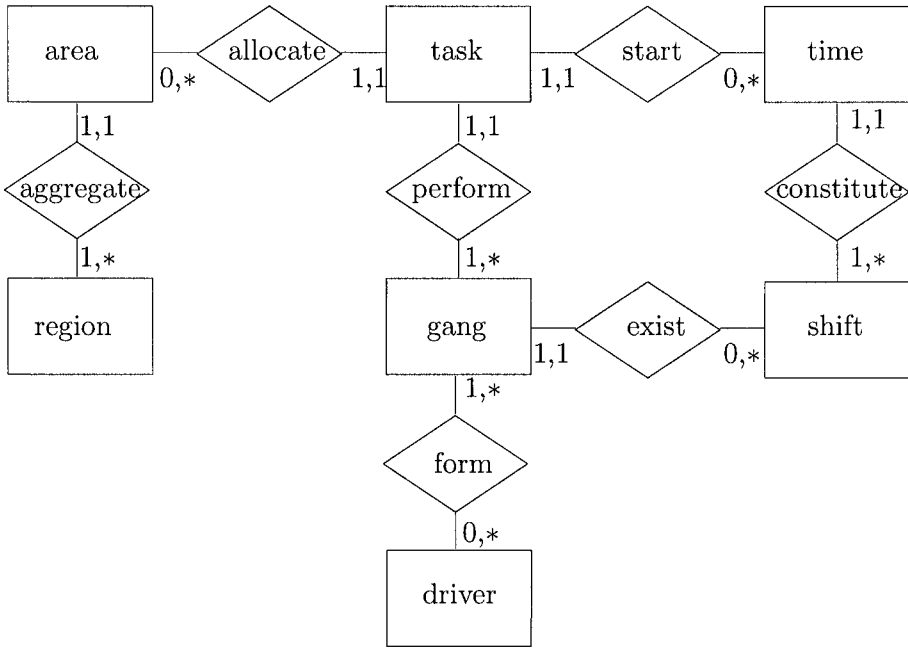 area
allocate
task
start
time
0,*
1,1
1,1
0,*
1,1
1,1
1,1
aggregate
perform
constitute
1,*
1,*
1,*
region
gang
exist
shift
1,1
0,*
1,*
form
0,*
driver